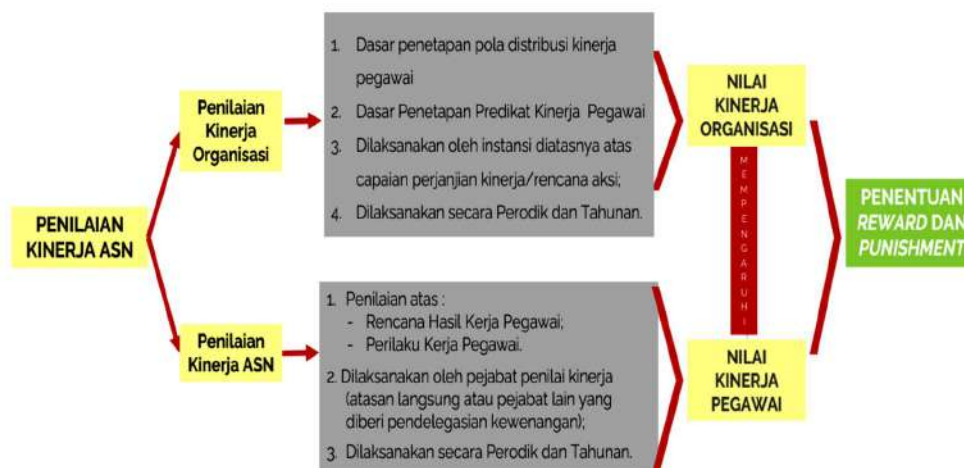 PENILAIAN
KINERJA ASN
Penilaian
Kinerja
Organisasi
1. Dasar penetapan pola distribusi kinerja
pegawai
2. Dasar Penetapan Predikat Kinerja Pegawai
3. Dilaksanakan oleh instansi diatasnya atas
capaian perjanjian kinerja/rencana aksi;
4. Dilaksanakan secara Perodik dan Tahunan.
NILAI
KINERJA
ORGANISASI
Penilaian
Kinerja ASN
1. Penilaian atas :
- Rencana Hasil Kerja Pegawai;
- Perilaku Kerja Pegawai.
2. Dilaksanakan oleh pejabat penilai kinerja
(atasan langsung atau pejabat lain yang
diberi pendelegasian kewenangan);
3. Dilaksanakan secara Perodik dan Tahunan.
NILAI
KINERJA
PEGAWAI
MEMPENGARUHI
PENENTUAN
REWARD DAN
PUNISHMENT